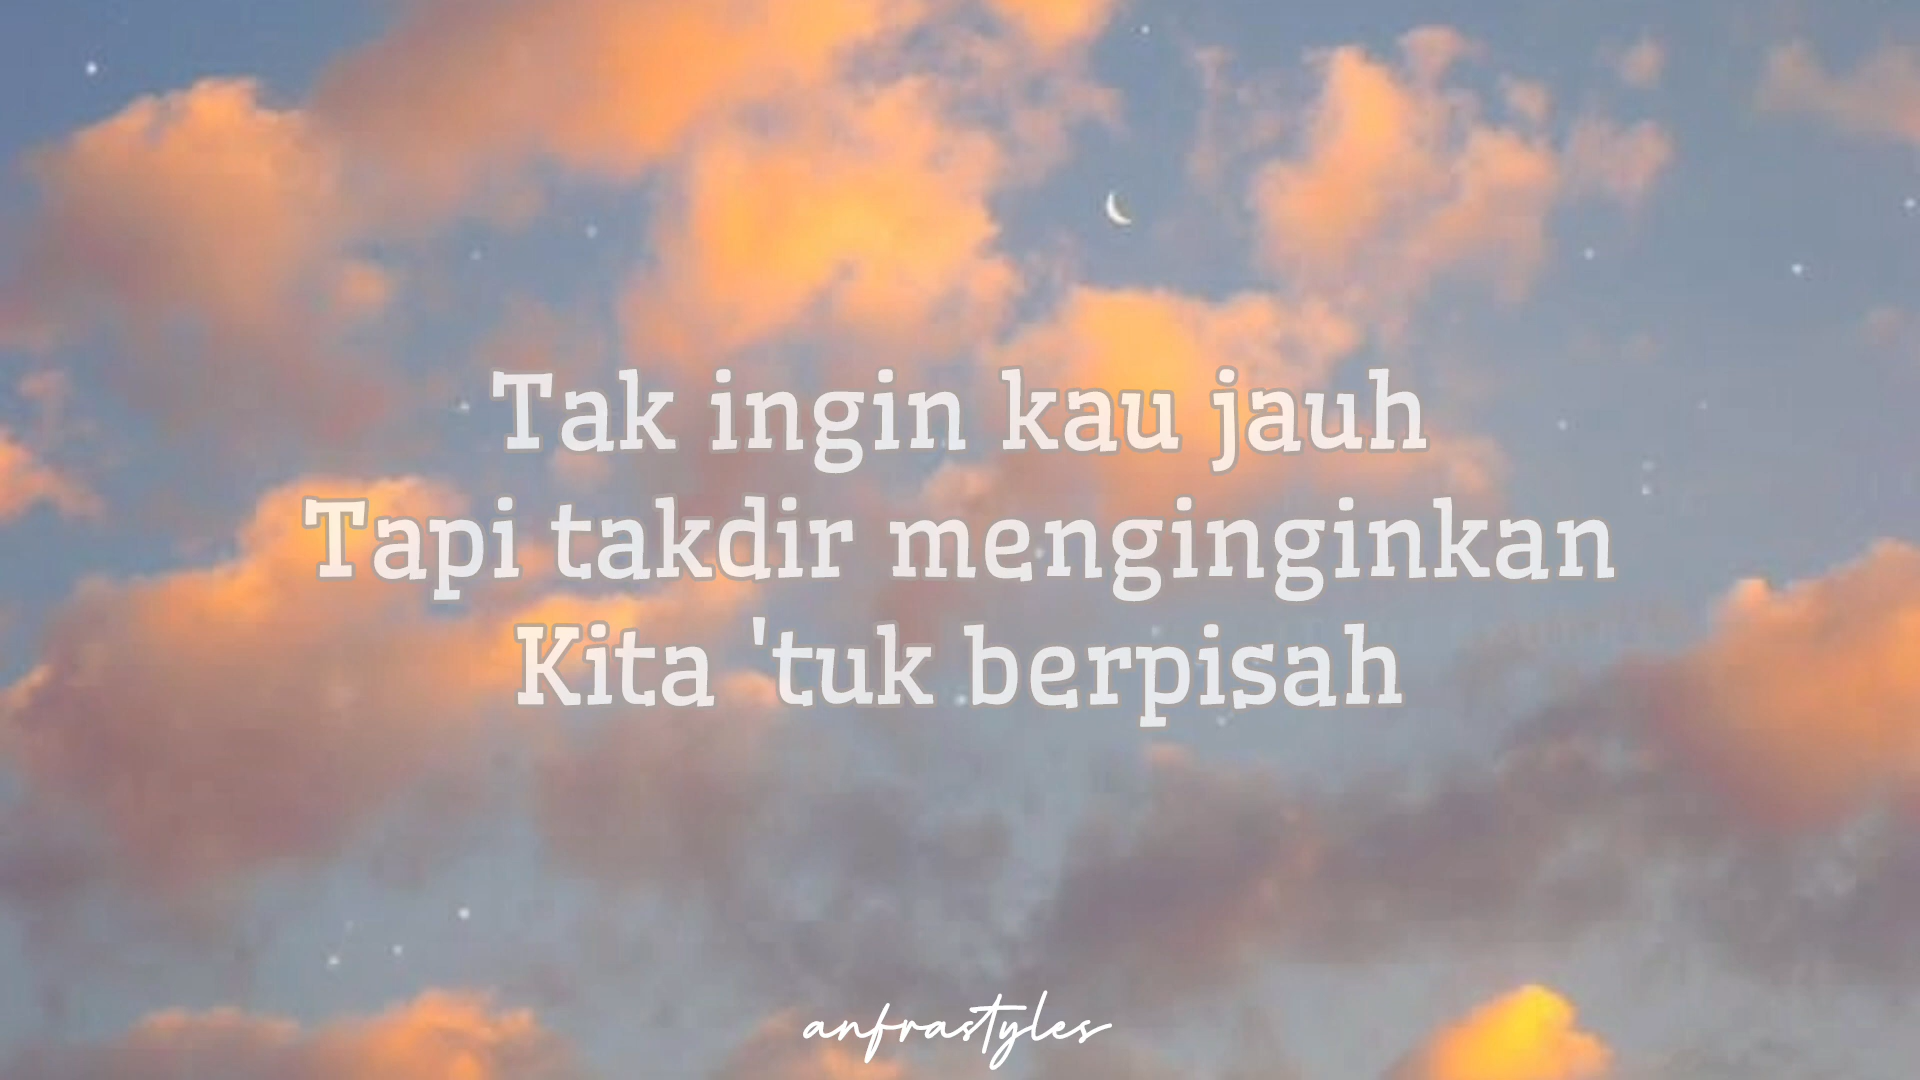 Tak ingin kau jauh
Tapi takdir menginginkan
Kita 'tuk berpisah
anfrastyles